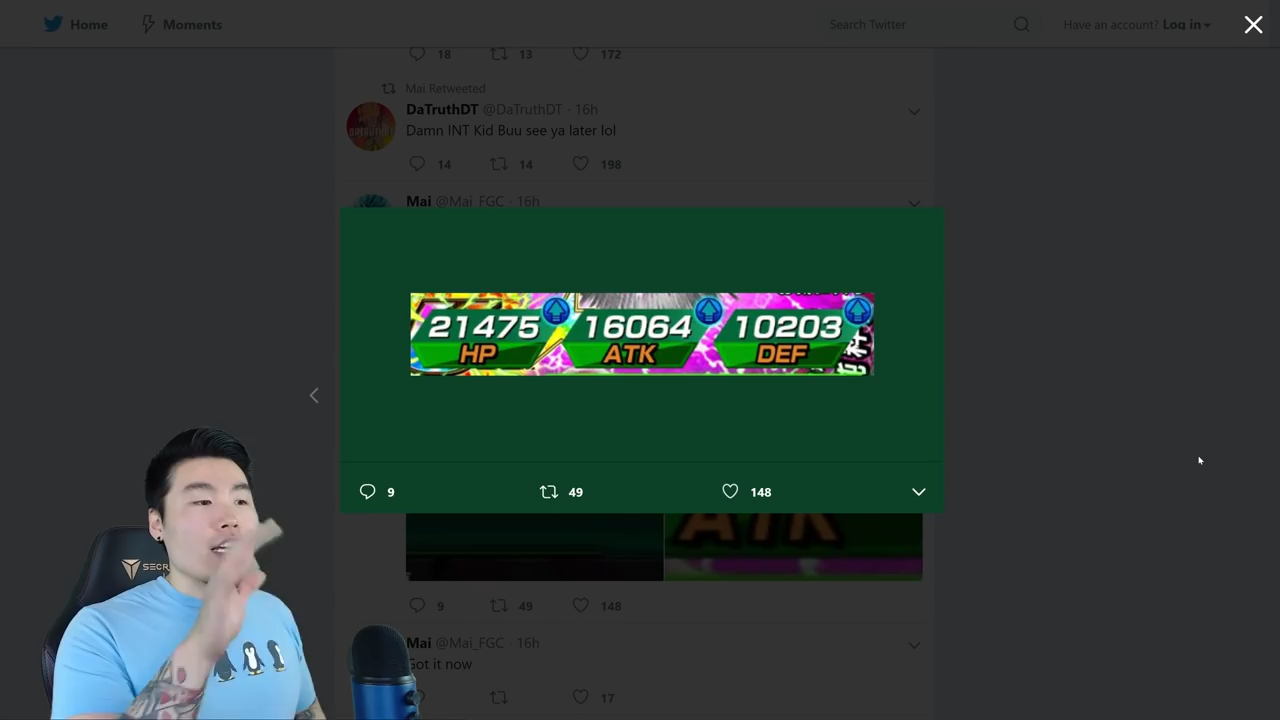 Home
Moments
Search Twitter
Have an account? Log in
18
13
172
Mai Retweeted
DaTruthDT @DaTruthDT · 16h
Damn INT Kid Buu see ya later lol
14
14
198
Mai @Mai_FGC · 16h
21475
16064
10203
HP
ATK
DEF
9
49
148
ATK
9
49
148
Mai @Mai_FGC · 16h
Got it now
17
SECR